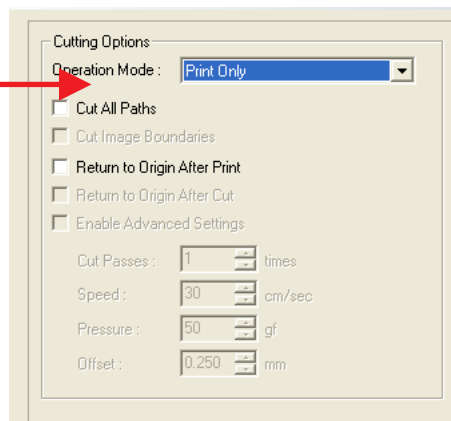 Cutting Options
Operation Mode : Print Only
Cut All Paths
Cut Image Boundaries
Return to Origin After Print
Return to Origin After Cut
Enable Advanced Settings
Cut Passes : 1 times
Speed : 30 cm/sec
Pressure : 50 gf
Offset : 0.250 mm